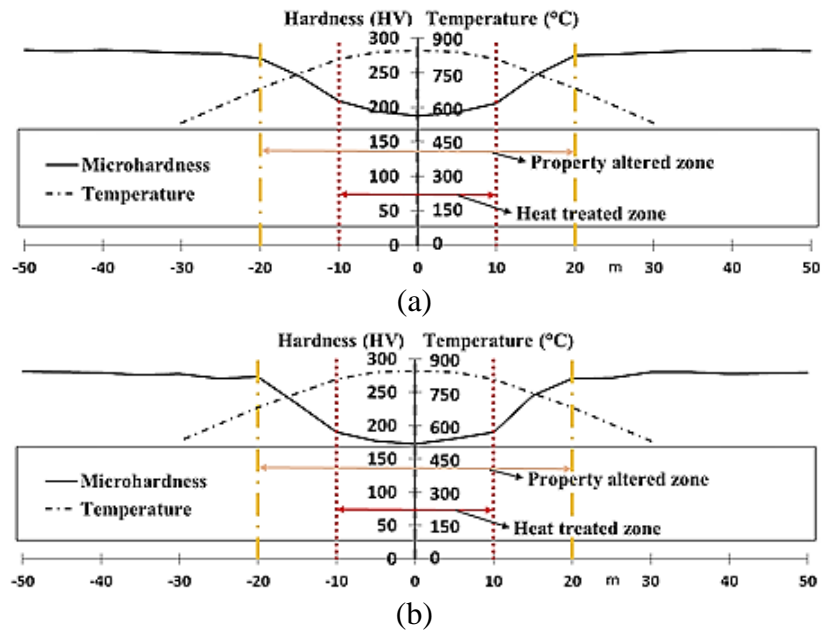 Hardness (HV) Temperature (°C)
300 900
250 750
200 600
150 450
Property altered zone
Microhardness
100 300
Temperature
Heat treated zone
50 150
0 0
-50 -40 -30 -20 -10 0 10 20 m 30 40 50
(a)
Hardness (HV) Temperature (°C)
300 900
250 750
200 600
150 450
Property altered zone
Microhardness
100 300
Temperature
Heat treated zone
50 150
0 0
-50 -40 -30 -20 -10 0 10 20 m 30 40 50
(b)